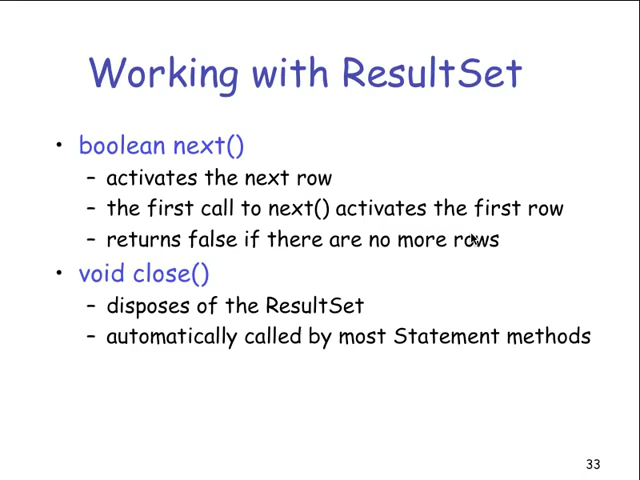 Working with ResultSet
• boolean next()
– activates the next row
– the first call to next() activates the first row
– returns false if there are no more rows
• void close()
– disposes of the ResultSet
– automatically called by most Statement methods
33